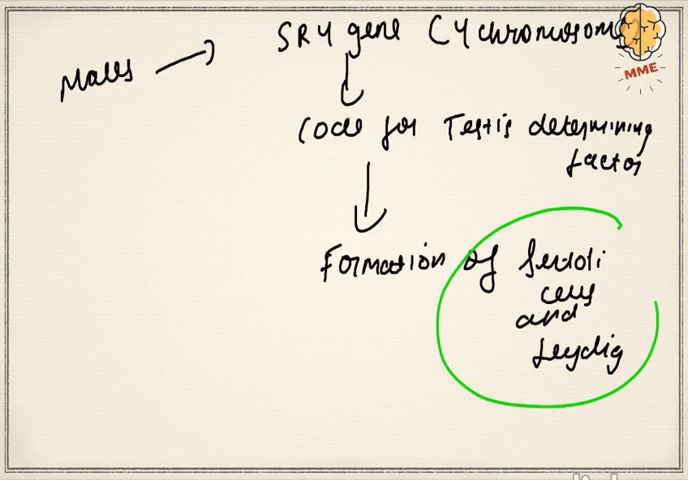 SRY gene (Y chromosome
MME
Males
Code for Testis determining
factor
Formation of Sertoli
cells
and
Leydig